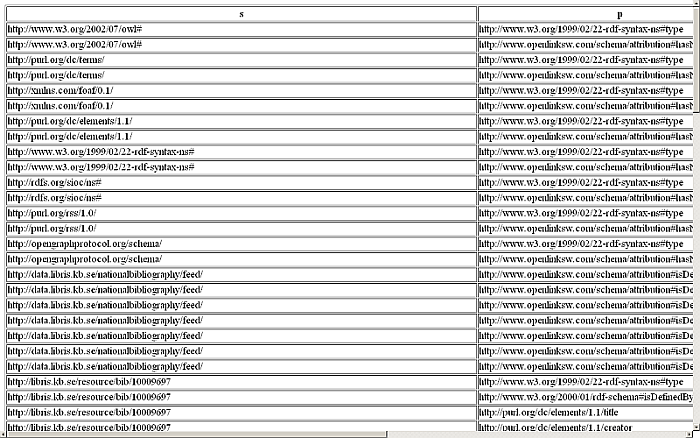 s p
http://www.w3.org/2002/07/owl# http://www.w3.org/1999/02/22-rdf-syntax-ns#type
http://www.w3.org/2002/07/owl# http://www.openlinksw.com/schema/attribution#hasN
http://purl.org/dc/terms/ http://www.w3.org/1999/02/22-rdf-syntax-ns#type
http://purl.org/dc/terms/ http://www.openlinksw.com/schema/attribution#hasN
http://xmlns.com/foaf/0.1/ http://www.w3.org/1999/02/22-rdf-syntax-ns#type
http://xmlns.com/foaf/0.1/ http://www.openlinksw.com/schema/attribution#hasN
http://purl.org/dc/elements/1.1/ http://www.w3.org/1999/02/22-rdf-syntax-ns#type
http://purl.org/dc/elements/1.1/ http://www.openlinksw.com/schema/attribution#hasN
http://www.w3.org/1999/02/22-rdf-syntax-ns# http://www.w3.org/1999/02/22-rdf-syntax-ns#type
http://www.w3.org/1999/02/22-rdf-syntax-ns# http://www.openlinksw.com/schema/attribution#hasN
http://rdfs.org/sioc/ns# http://www.w3.org/1999/02/22-rdf-syntax-ns#type
http://rdfs.org/sioc/ns# http://www.openlinksw.com/schema/attribution#hasN
http://purl.org/rss/1.0/ http://www.w3.org/1999/02/22-rdf-syntax-ns#type
http://purl.org/rss/1.0/ http://www.openlinksw.com/schema/attribution#hasN
http://opengraphprotocol.org/schema/ http://www.w3.org/1999/02/22-rdf-syntax-ns#type
http://opengraphprotocol.org/schema/ http://www.openlinksw.com/schema/attribution#hasN
http://data.libris.kb.se/nationalbibliography/feed/ http://www.openlinksw.com/schema/attribution#isDe
http://data.libris.kb.se/nationalbibliography/feed/ http://www.openlinksw.com/schema/attribution#isDe
http://data.libris.kb.se/nationalbibliography/feed/ http://www.openlinksw.com/schema/attribution#isDe
http://data.libris.kb.se/nationalbibliography/feed/ http://www.openlinksw.com/schema/attribution#isDe
http://data.libris.kb.se/nationalbibliography/feed/ http://www.openlinksw.com/schema/attribution#isDe
http://data.libris.kb.se/nationalbibliography/feed/ http://www.openlinksw.com/schema/attribution#isDe
http://data.libris.kb.se/nationalbibliography/feed/ http://www.openlinksw.com/schema/attribution#isDe
http://libris.kb.se/resource/bib/10009697 http://www.w3.org/1999/02/22-rdf-syntax-ns#type
http://libris.kb.se/resource/bib/10009697 http://www.w3.org/2000/01/rdf-schema#isDefinedBy
http://libris.kb.se/resource/bib/10009697 http://purl.org/dc/elements/1.1/title
http://libris.kb.se/resource/bib/10009697 http://purl.org/dc/elements/1.1/creator